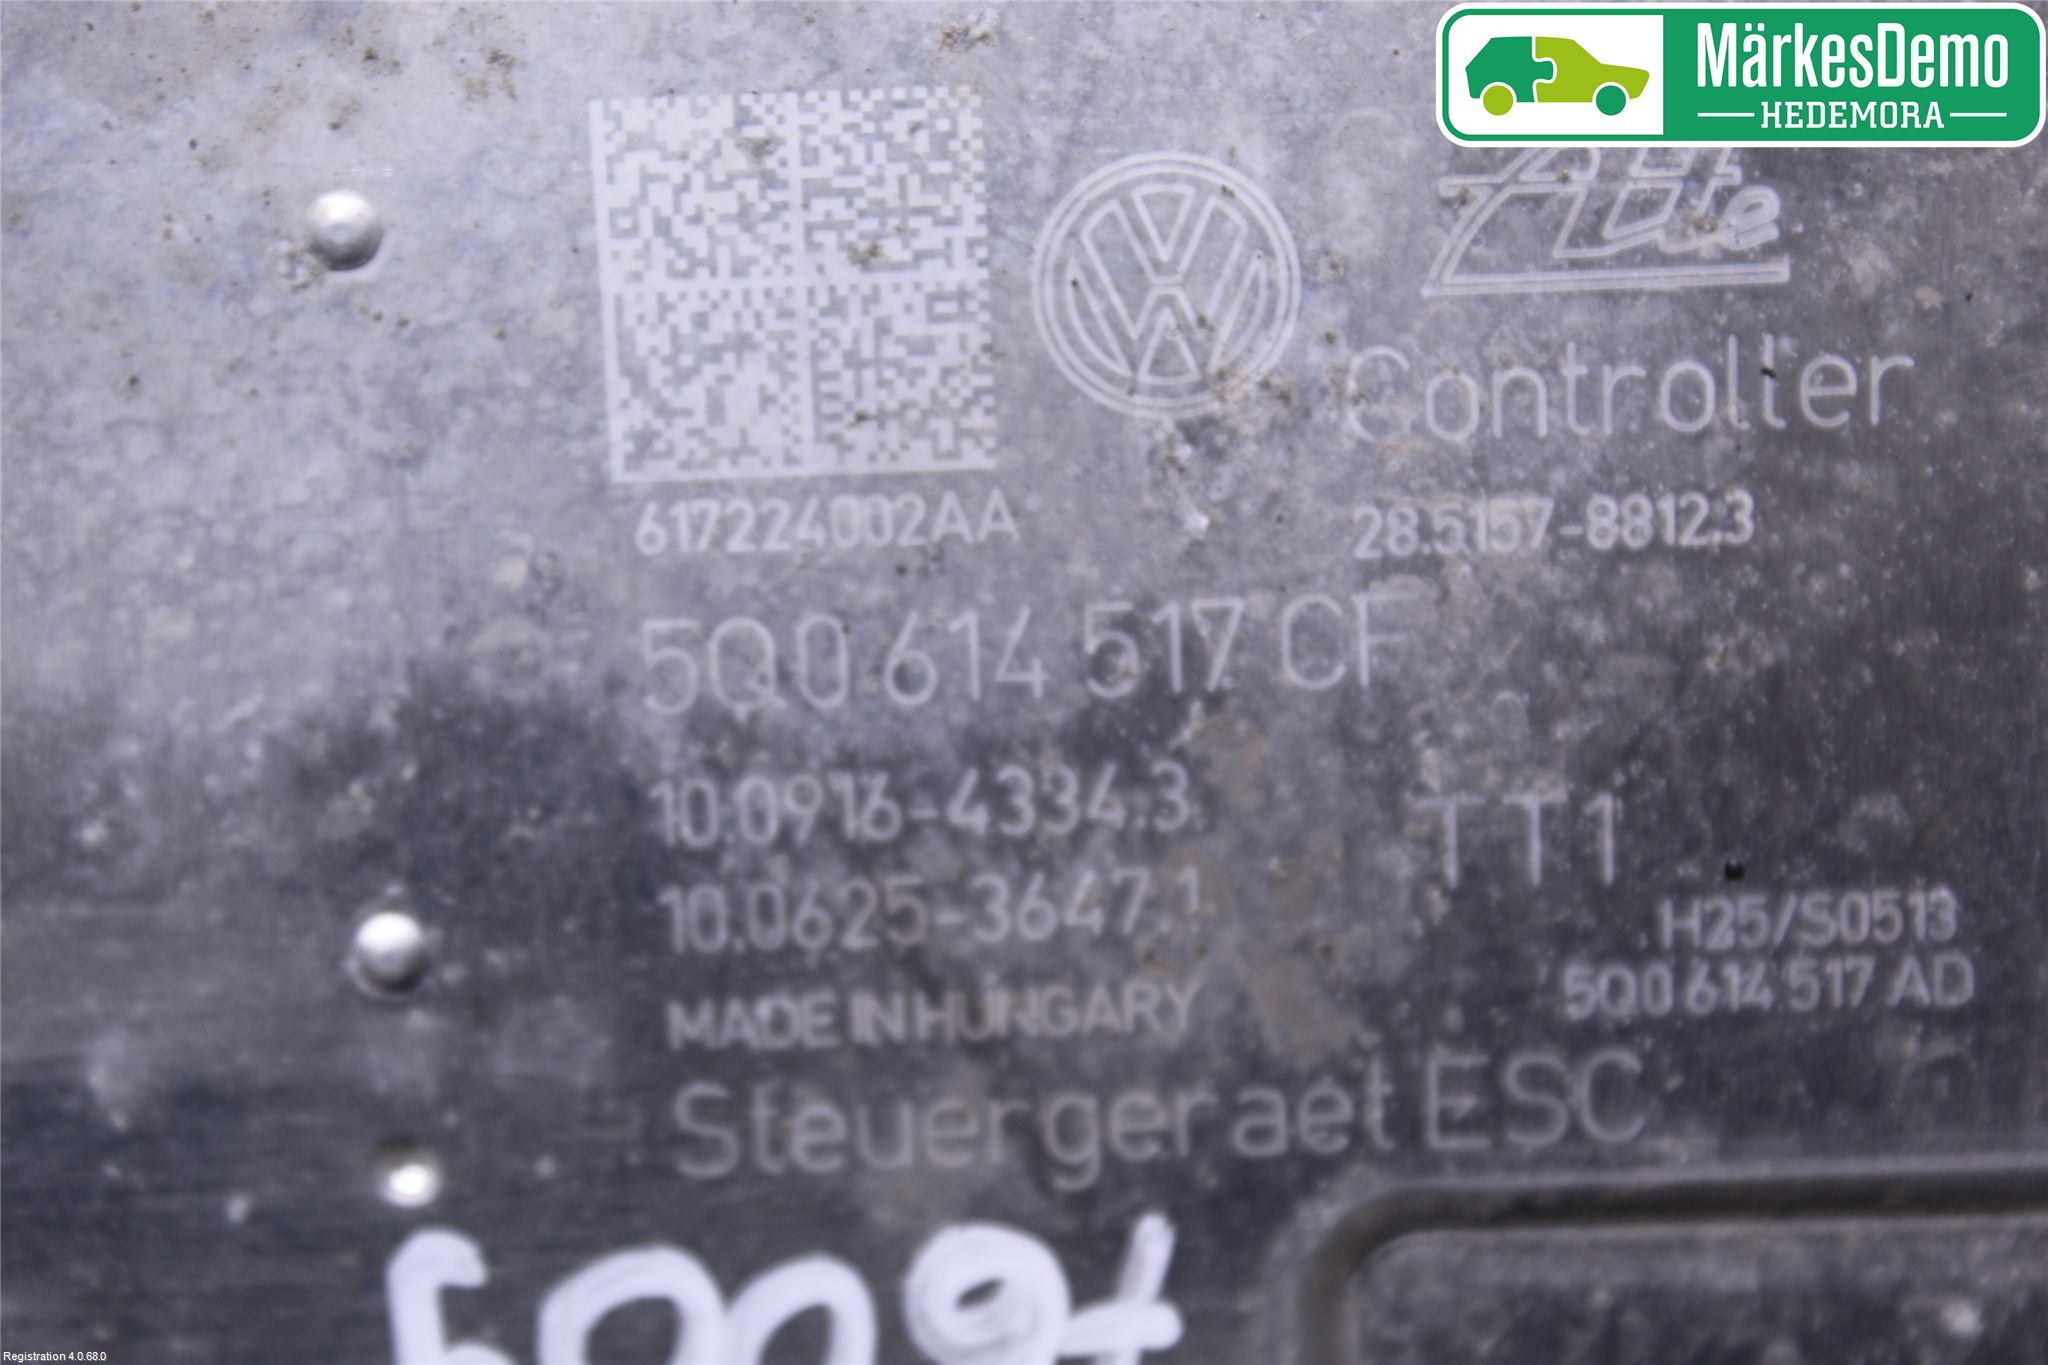 MärkesDemo
HEDEMORA
Ate
Controller
617224002AA
28.5157-8812.3
5Q0 614 517 CF
10.0916-4334.3
TT1
10.0625-3647.1
H25/S0513
5Q0 614 517 AD
MADE IN HUNGARY
Steuergeraet ESC
Registration 4.0.68.0